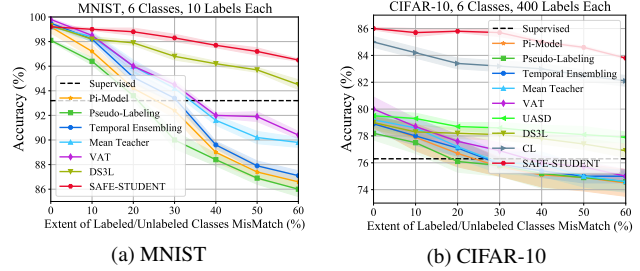 MNIST, 6 Classes, 10 Labels Each
100
98
96
94
92
90
88
86
Accuracy (%)
Supervised
Pi-Model
Pseudo-Labeling
Temporal Ensembling
Mean Teacher
VAT
DS3L
SAFE-STUDENT
0 10 20 30 40 50 60
Extent of Labeled/Unlabeled Classes MisMatch (%)
(a) MNIST
CIFAR-10, 6 Classes, 400 Labels Each
86
84
82
80
78
76
74
Accuracy (%)
Supervised
Pi-Model
Pseudo-Labeling
Temporal Ensembling
Mean Teacher
VAT
UASD
DS3L
CL
SAFE-STUDENT
0 10 20 30 40 50 60
Extent of Labeled/Unlabeled Classes MisMatch (%)
(b) CIFAR-10